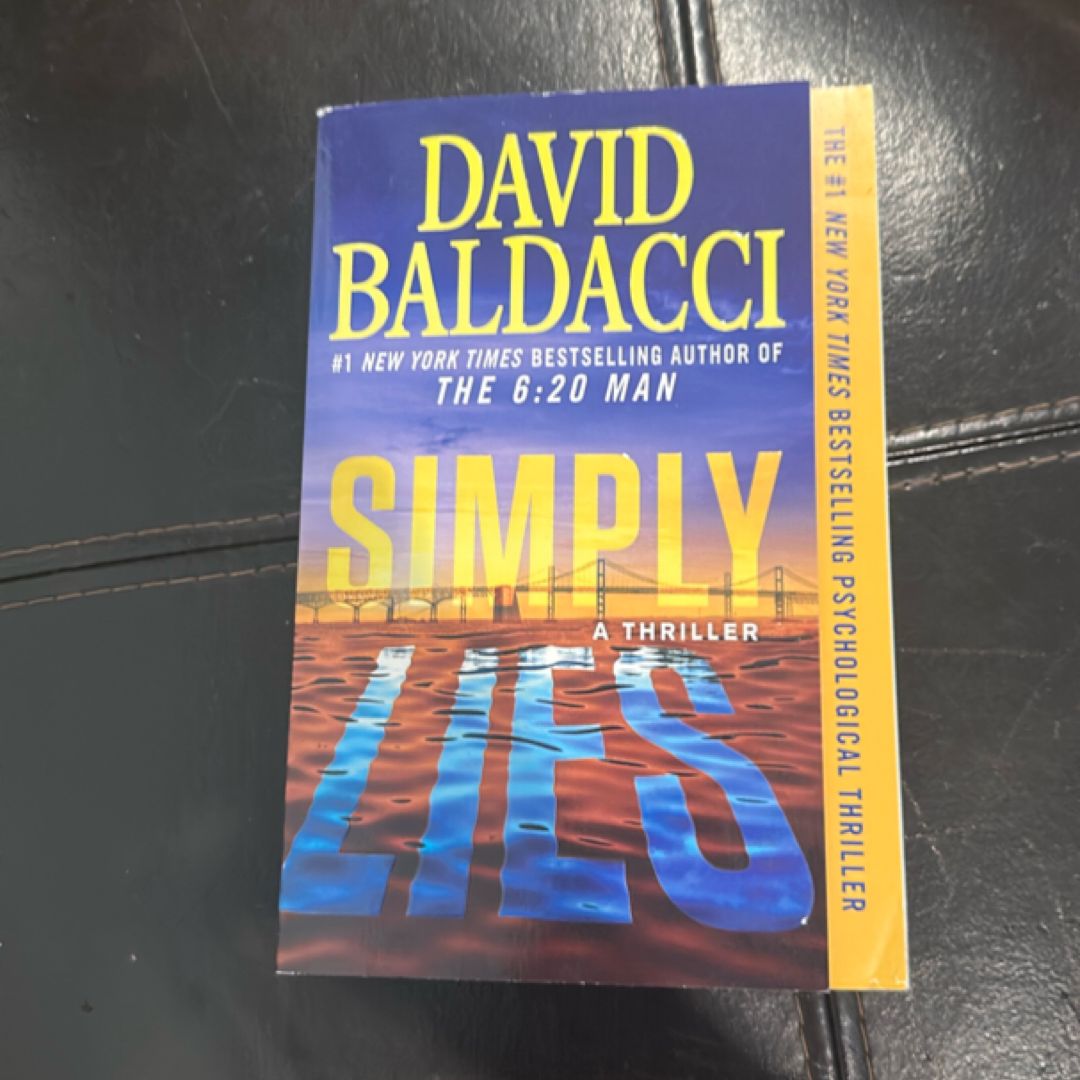 DAVID
BALDACCI
#1 NEW YORK TIMES BESTSELLING AUTHOR OF
THE 6:20 MAN
SIMPLY
A THRILLER
LIES
THE #1 NEW YORK TIMES BESTSELLING PSYCHOLOGICAL THRILLER